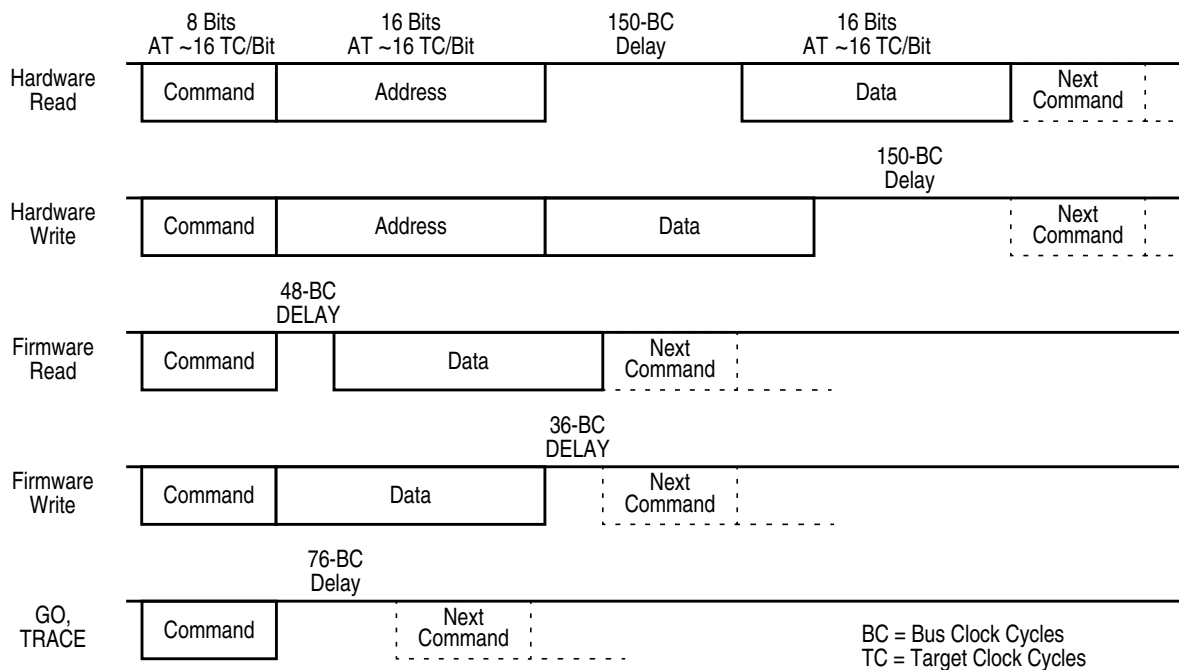 8 Bits
AT ~16 TC/Bit
16 Bits
AT ~16 TC/Bit
150-BC
Delay
16 Bits
AT ~16 TC/Bit
Hardware
Read
Command
Address
Data
Next
Command
150-BC
Delay
Hardware
Write
Command
Address
Data
Next
Command
48-BC
DELAY
Firmware
Read
Command
Data
Next
Command
36-BC
DELAY
Firmware
Write
Command
Data
Next
Command
76-BC
Delay
GO,
TRACE
Command
Next
Command
BC = Bus Clock Cycles
TC = Target Clock Cycles